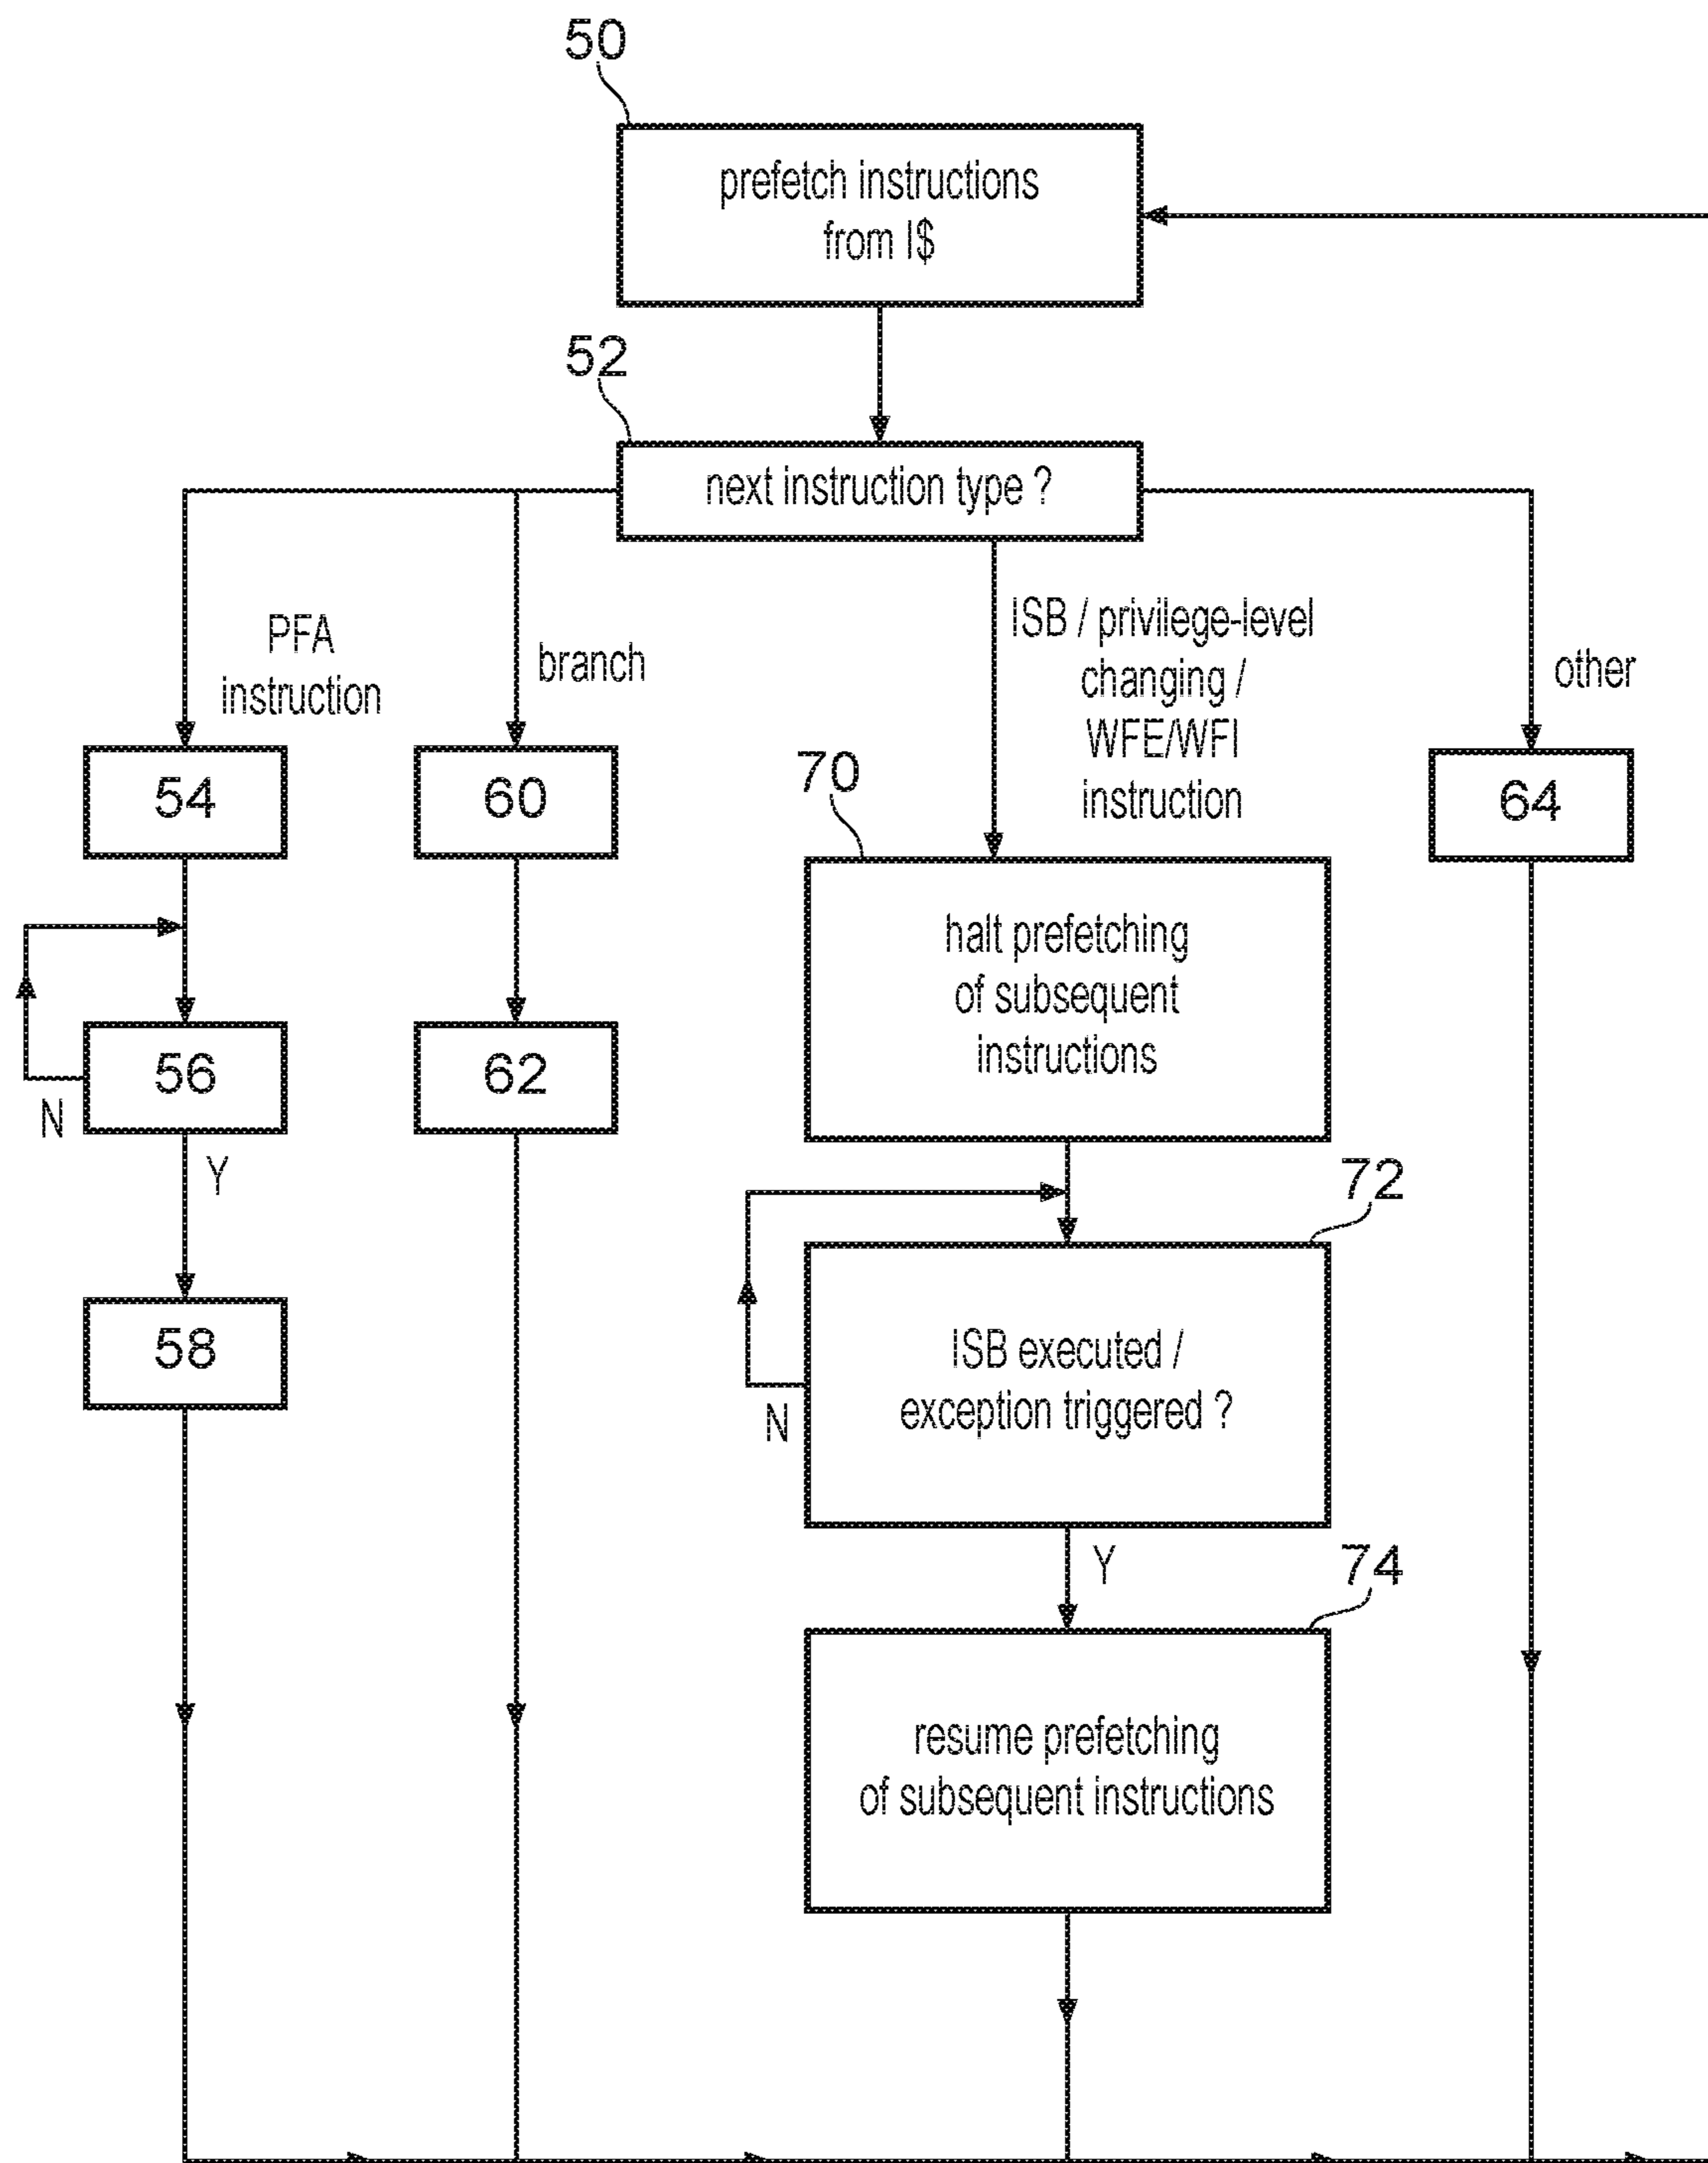 50
prefetch instructions
from I$
52
next instruction type ?
PFA
instruction
branch
ISB / privilege-level
changing /
WFE/WFI
instruction
other
54
60
70
64
halt prefetching
of subsequent
instructions
56
62
N
Y
72
58
ISB executed /
exception triggered ?
N
Y
74
resume prefetching
of subsequent instructions